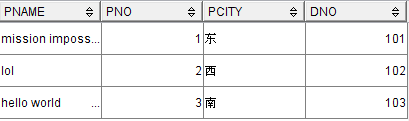 PNAME PNO PCITY DNO
mission imposs... 1 东 101
lol 2 西 102
hello world ... 3 南 103